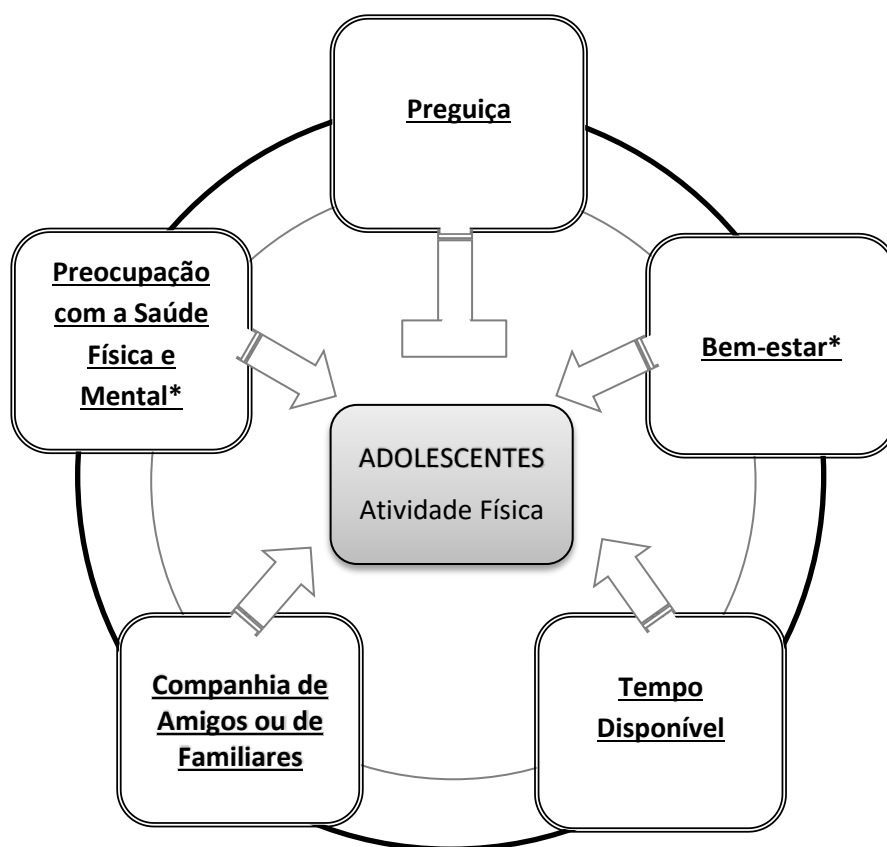 Preguiça
Preocupação
com a Saúde
Física e
Mental*
Bem-estar*
ADOLESCENTES
Atividade Física
Companhia de
Amigos ou de
Familiares
Tempo
Disponível